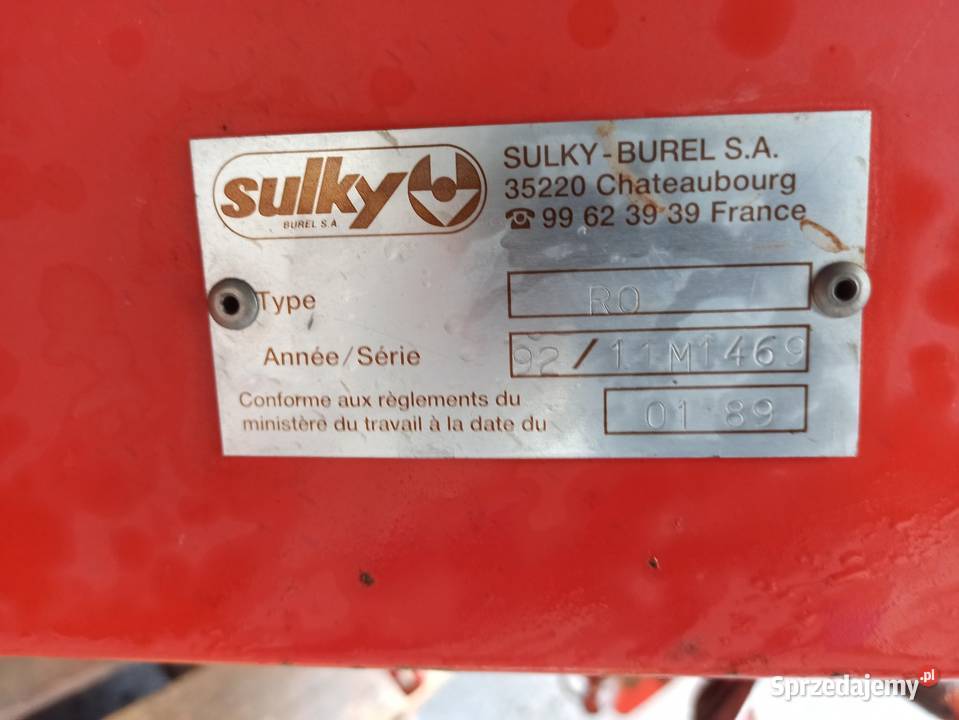 sulky
BUREL S.A
SULKY-BUREL S.A.
35220 Chateaubourg
☎ 99 62 39 39 France
Type RO
Année/Série 92/11M1469
Conforme aux règlements du
ministère du travail à la date du 01 89
Sprzedajemy.pl